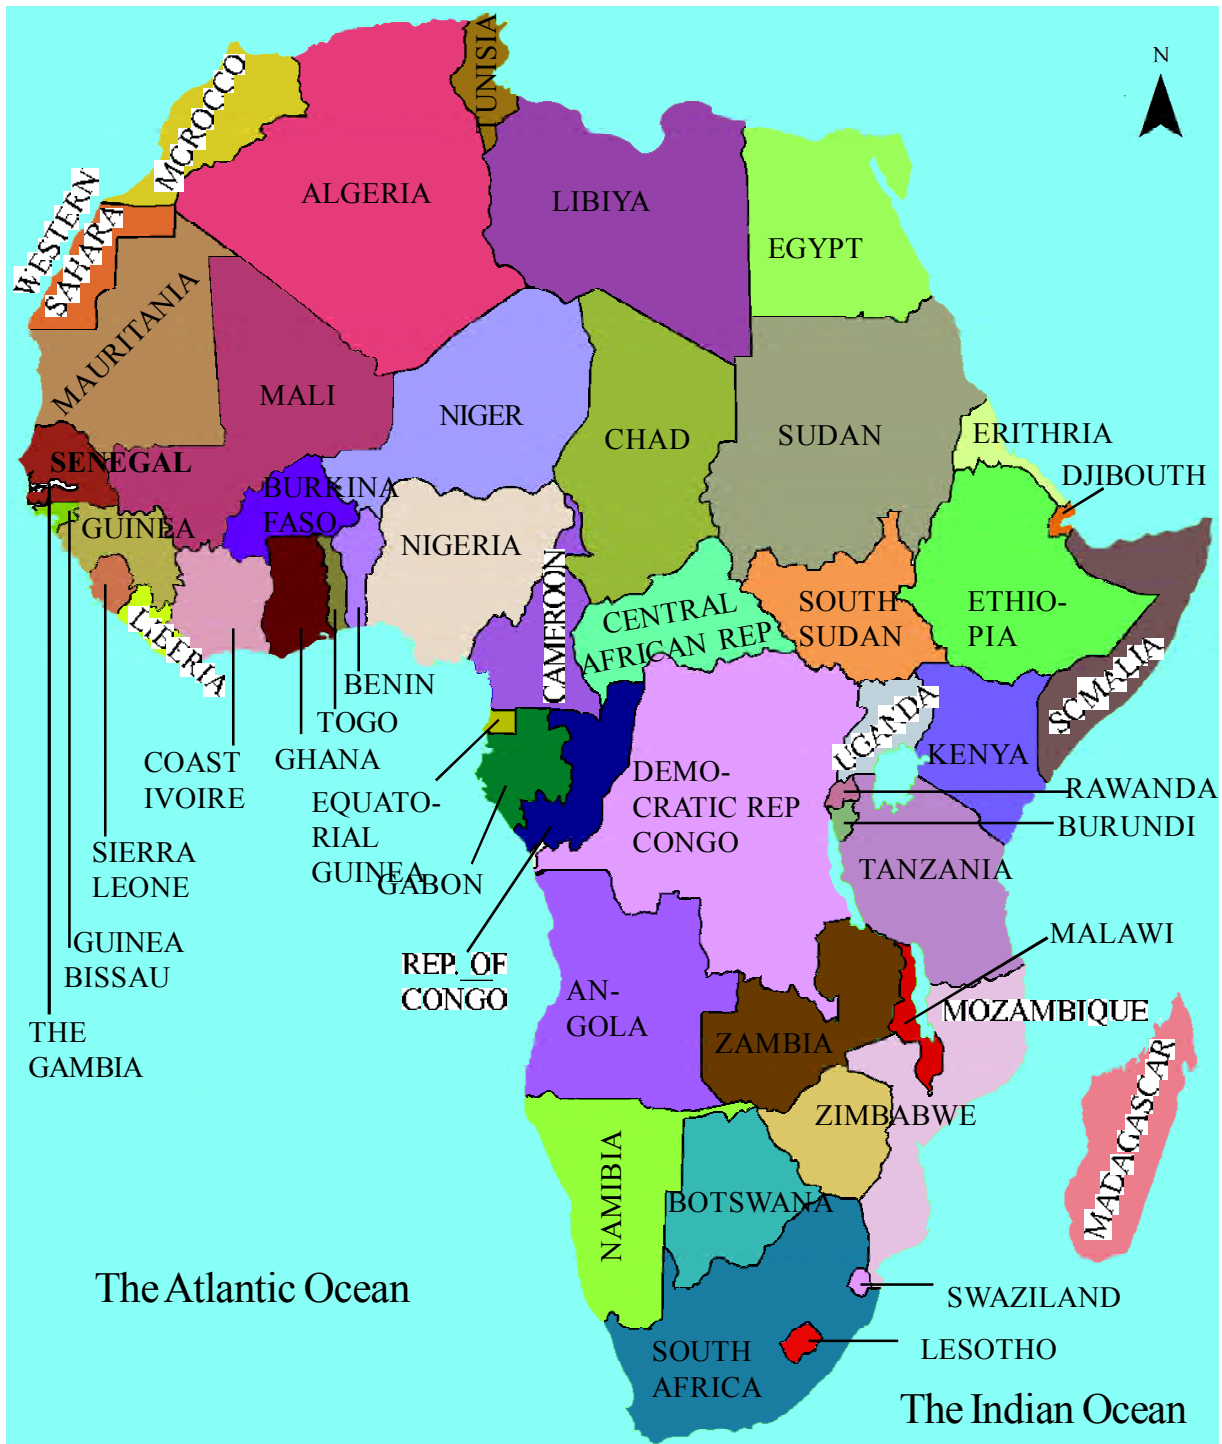 N
TUNISIA
MCROCCO
ALGERIA
LIBIYA
EGYPT
WESTERN
SAHARA
MAURITANIA
MALI
NIGER
CHAD
SUDAN
ERITHRIA
DJIBOUTH
SENEGAL
BURKINA
FASO
GUINEA
NIGERIA
CAMEROON
CENTRAL
AFRICAN REP
SOUTH
SUDAN
ETHIO-
PIA
SCMALIA
LIEERIA
BENIN
TOGO
GHANA
COAST
IVOIRE
UGANDA
KENYA
DEMO-
CRATIC REP
CONGO
RAWANDA
BURUNDI
EQUATO-
RIAL
GUINEA
GABON
SIERRA
LEONE
TANZANIA
GUINEA
BISSAU
MALAWI
REP. OF
CONGO
AN-
GOLA
MOZAMBIQUE
THE
GAMBIA
ZAMBIA
ZIMBABWE
MADAGASCAR
NAMIBIA
BOTSWANA
The Atlantic Ocean
SWAZILAND
LESOTHO
SOUTH
AFRICA
The Indian Ocean